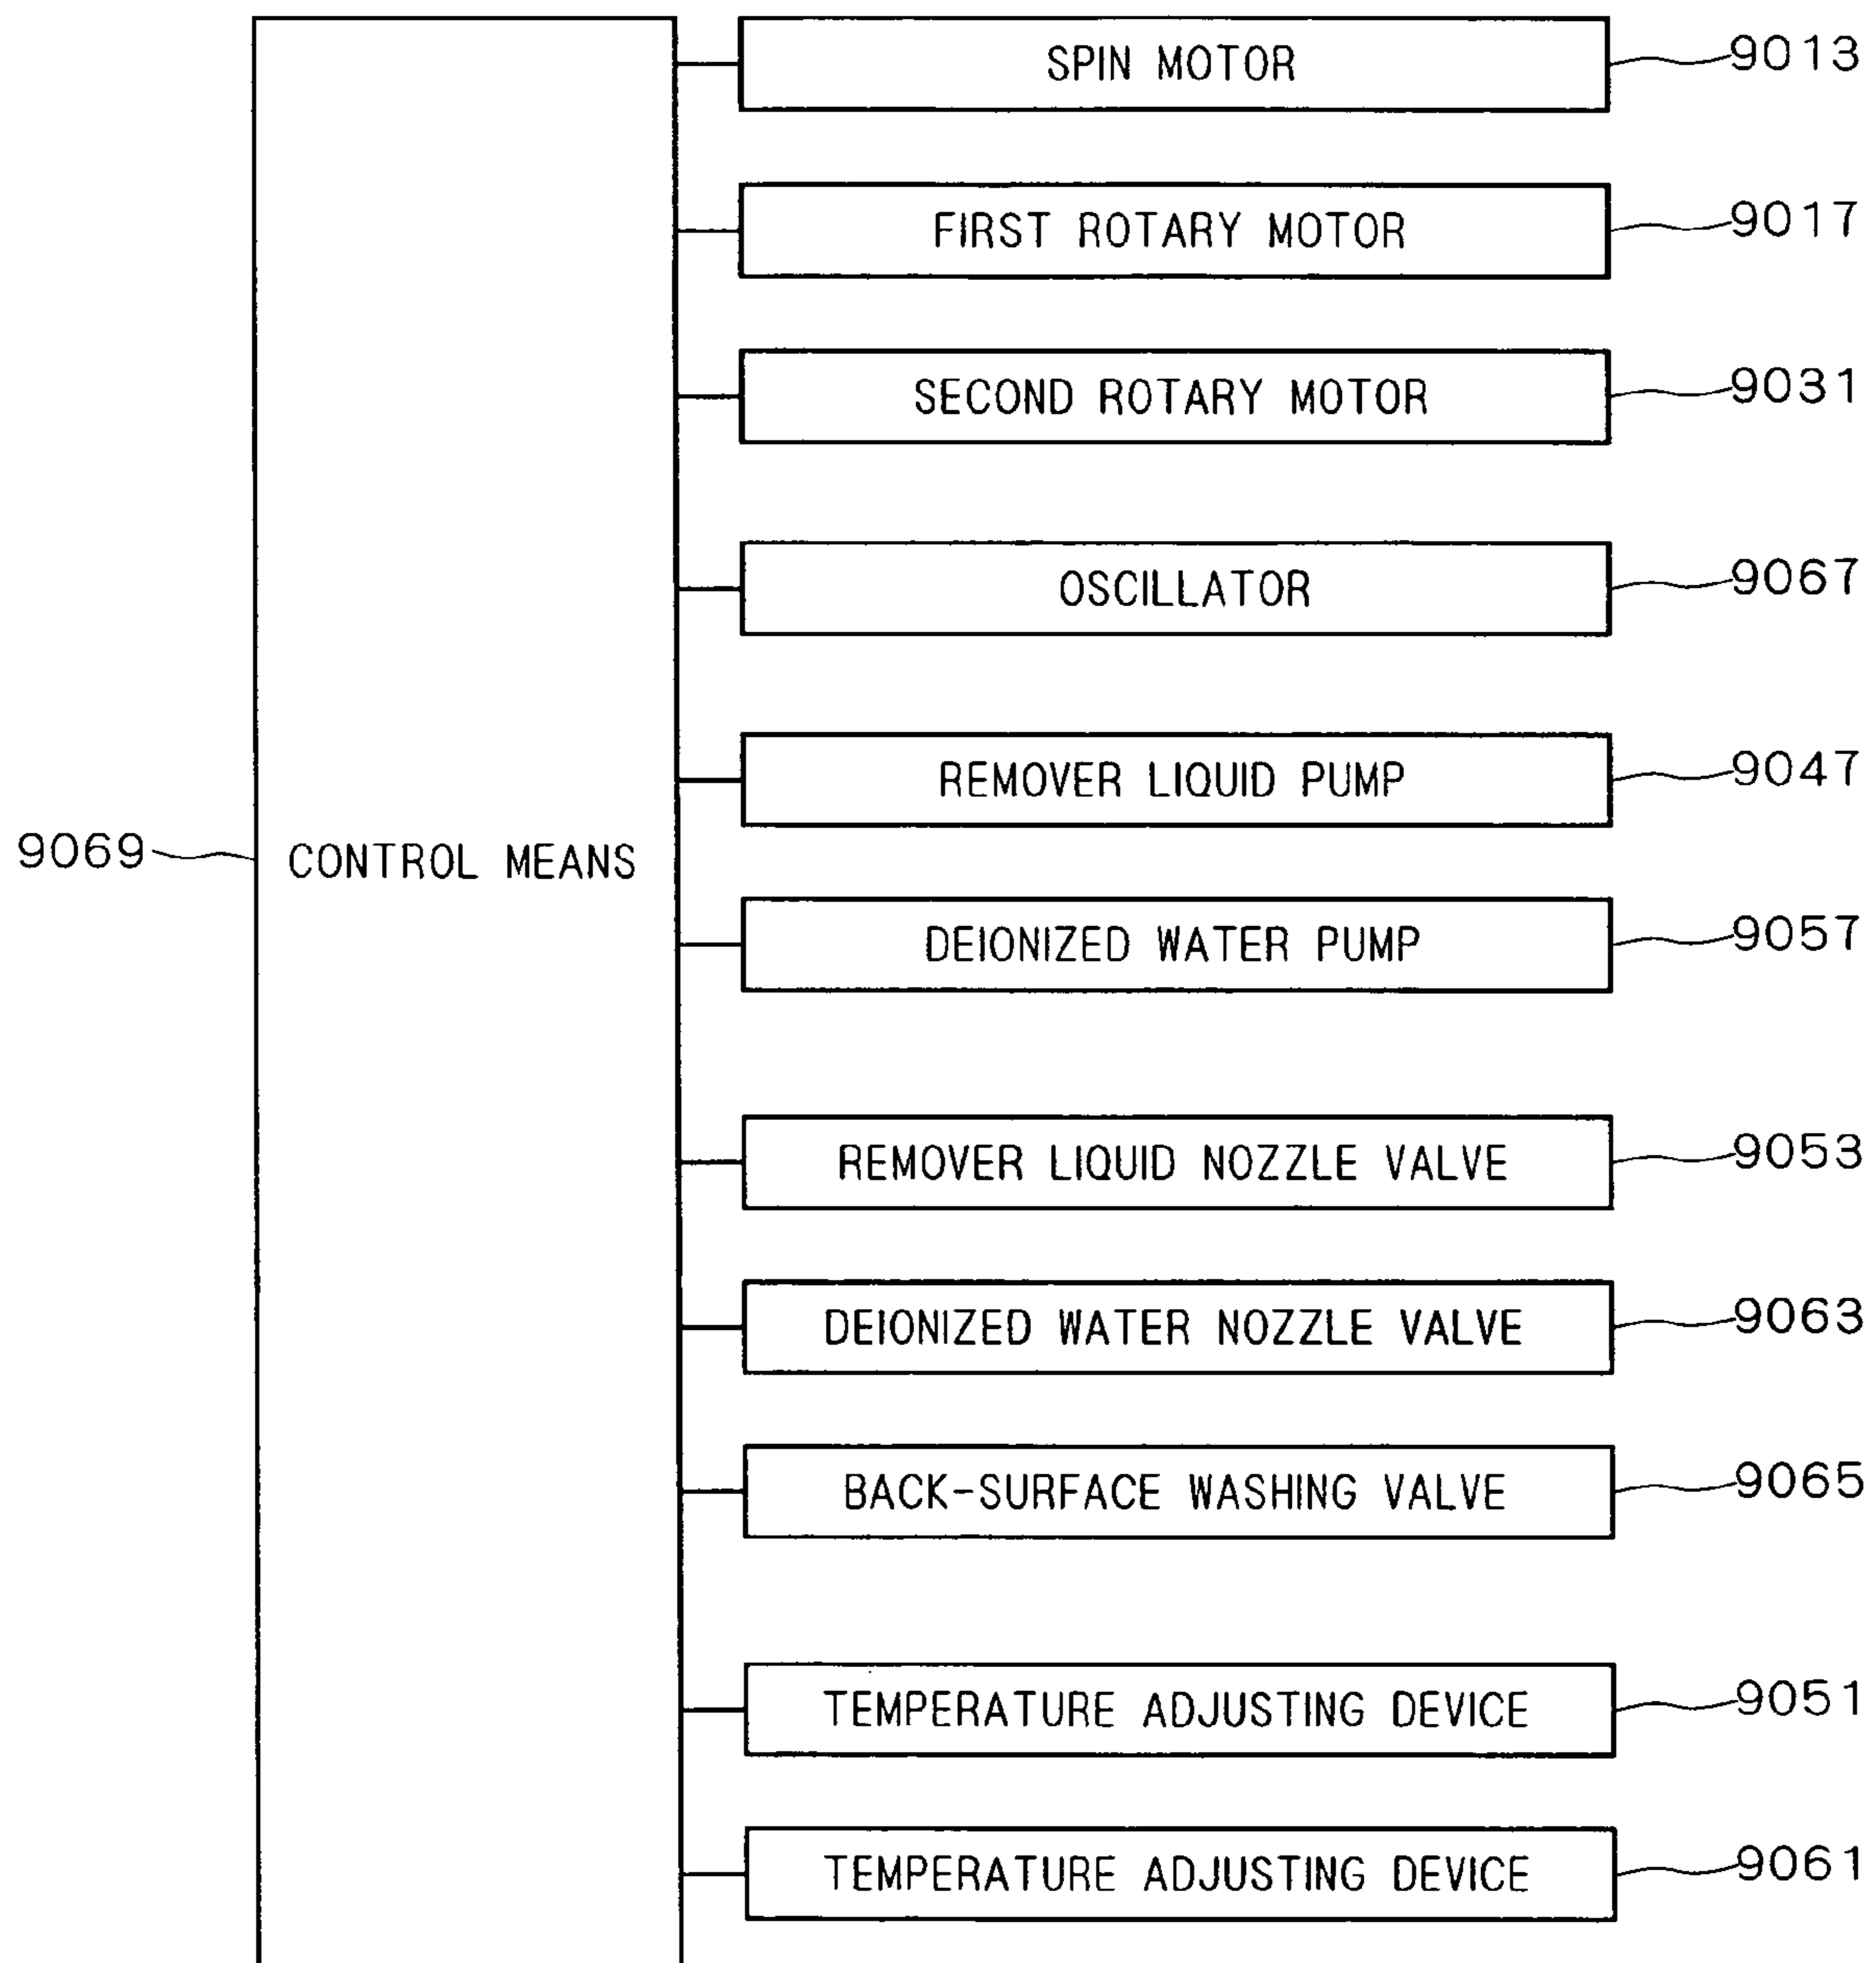 SPIN MOTOR 9013
FIRST ROTARY MOTOR 9017
SECOND ROTARY MOTOR 9031
OSCILLATOR 9067
REMOVER LIQUID PUMP 9047
9069 CONTROL MEANS
DEIONIZED WATER PUMP 9057
REMOVER LIQUID NOZZLE VALVE 9053
DEIONIZED WATER NOZZLE VALVE 9063
BACK-SURFACE WASHING VALVE 9065
TEMPERATURE ADJUSTING DEVICE 9051
TEMPERATURE ADJUSTING DEVICE 9061